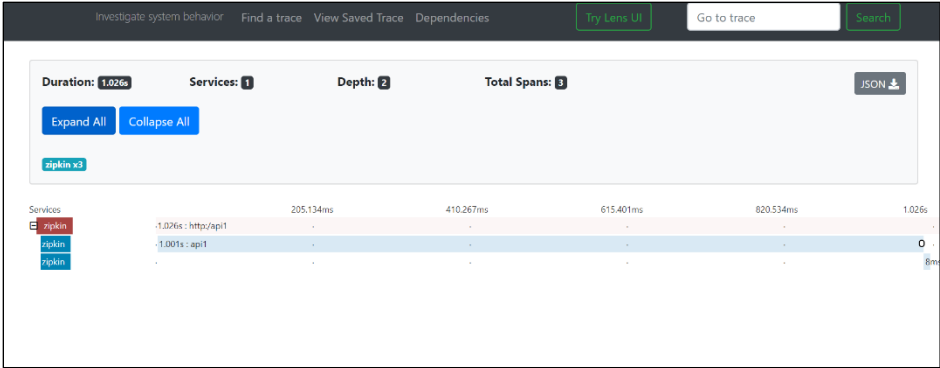 Investigate system behavior Find a trace View Saved Trace Dependencies Try Lens UI Go to trace Search
Duration: 1.026s Services: 1 Depth: 2 Total Spans: 3 JSON
Expand All Collapse All
zipkin x3
Services 205.134ms 410.267ms 615.401ms 820.534ms 1.026s
zipkin 1.026s : http:/api1
zipkin 1.001s : api1
zipkin 8ms